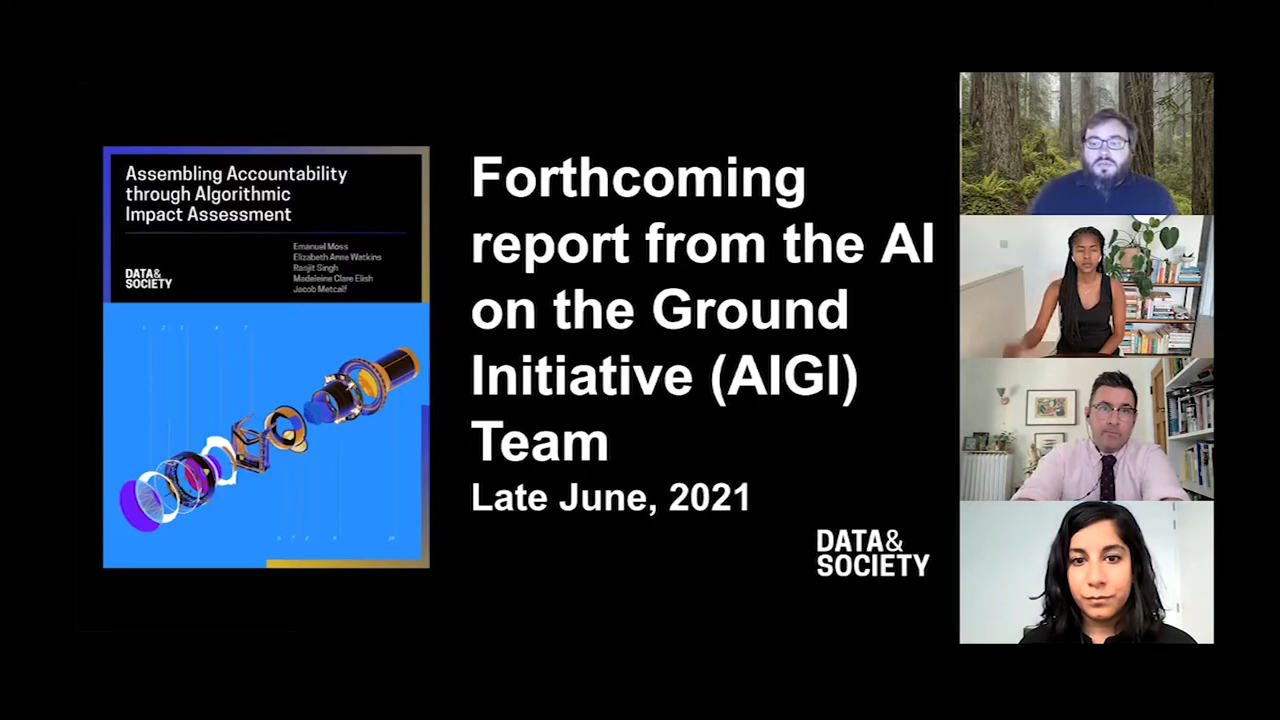 Assembling Accountability
through Algorithmic
Impact Assessment
Emanuel Moss
Elizabeth Anne Watkins
Ranjit Singh
Madeleine Clare Elish
Jacob Metcalf
DATA&
SOCIETY
Forthcoming
report from the AI
on the Ground
Initiative (AIGI)
Team
Late June, 2021
DATA&
SOCIETY